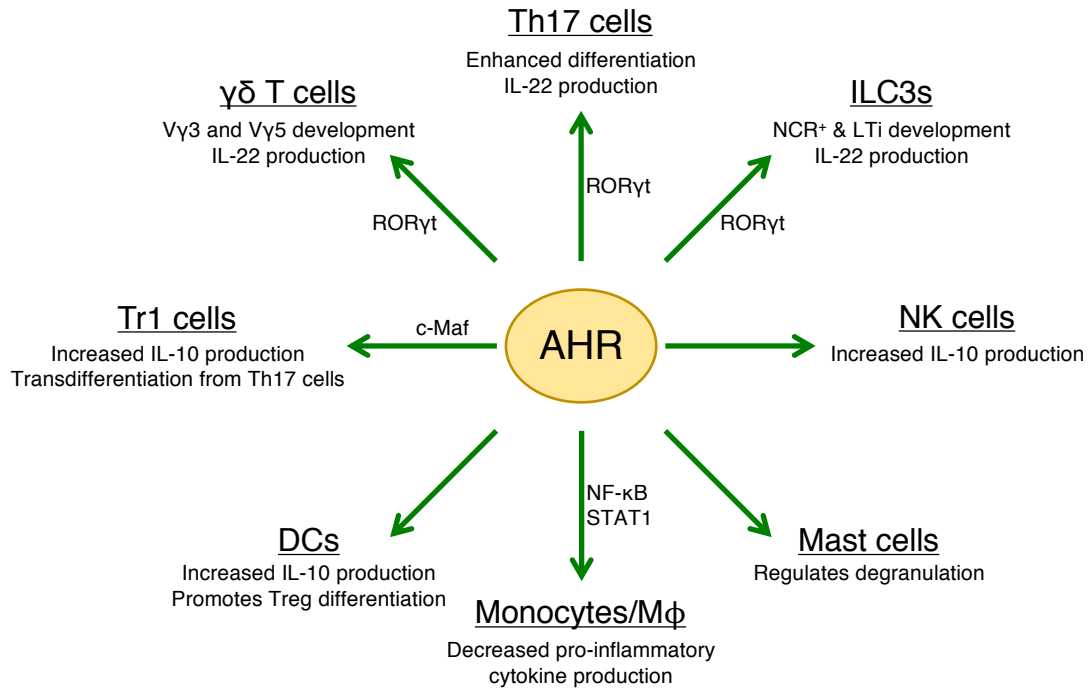 Th17 cells
Enhanced differentiation
IL-22 production
γδ T cells
Vγ3 and Vγ5 development
IL-22 production
ILC3s
NCR⁺ & LTi development
IL-22 production
RORγt
RORγt
RORγt
Tr1 cells
Increased IL-10 production
Transdifferentiation from Th17 cells
c-Maf
AHR
NK cells
Increased IL-10 production
NF-κB
STAT1
DCs
Increased IL-10 production
Promotes Treg differentiation
Monocytes/Mϕ
Decreased pro-inflammatory
cytokine production
Mast cells
Regulates degranulation